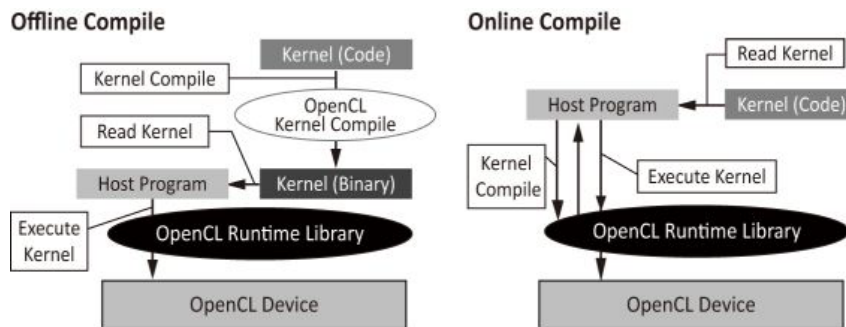 Offline Compile
Kernel (Code)
Kernel Compile
OpenCL
Kernel Compile
Read Kernel
Host Program
Kernel (Binary)
Execute
Kernel
OpenCL Runtime Library
OpenCL Device
Online Compile
Read Kernel
Host Program
Kernel (Code)
Kernel
Compile
Execute Kernel
OpenCL Runtime Library
OpenCL Device